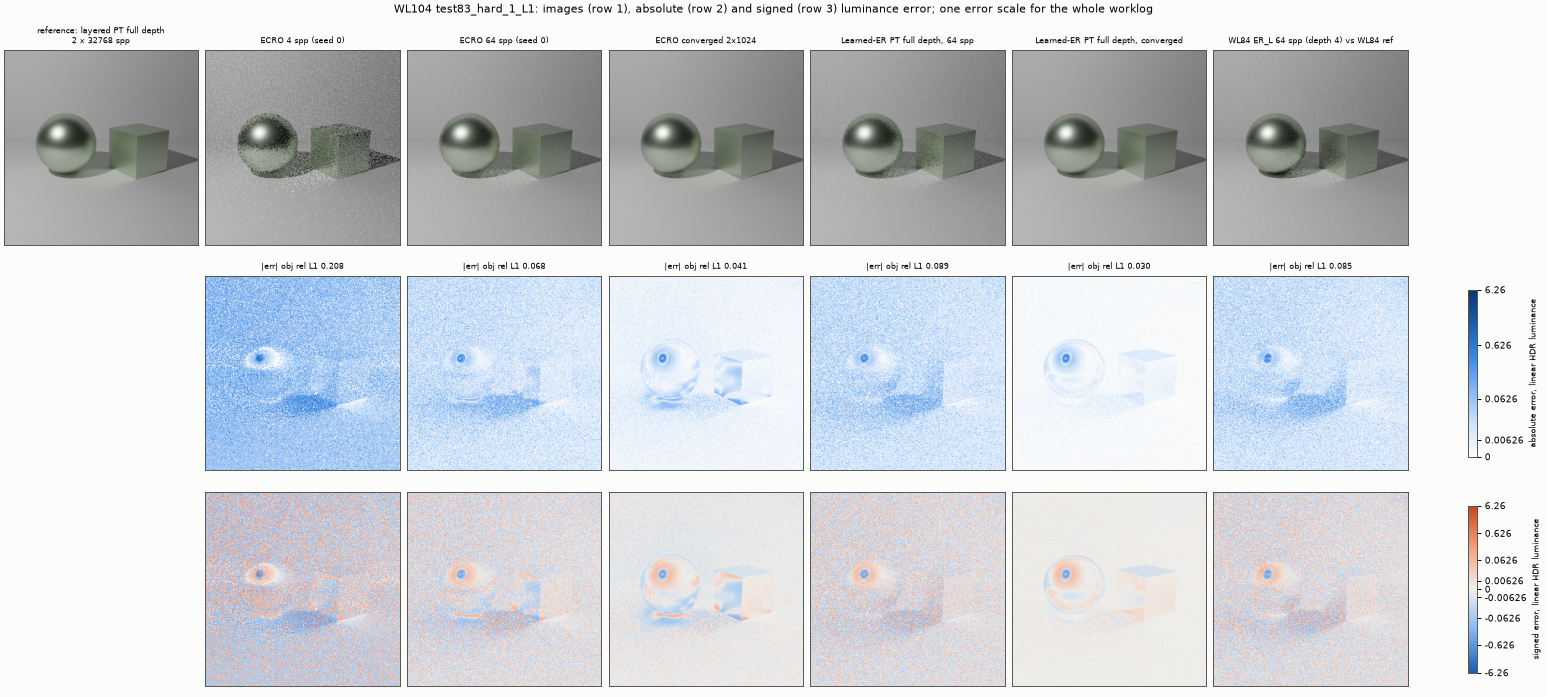 WL104 test83_hard_1_L1: images (row 1), absolute (row 2) and signed (row 3) luminance error; one error scale for the whole worklog
reference: layered PT full depth
2 x 32768 spp
ECRO 4 spp (seed 0)
ECRO 64 spp (seed 0)
ECRO converged 2x1024
Learned-ER PT full depth, 64 spp
Learned-ER PT full depth, converged
WL84 ER_L 64 spp (depth 4) vs WL84 ref
|err| obj rel L1 0.208
|err| obj rel L1 0.068
|err| obj rel L1 0.041
|err| obj rel L1 0.089
|err| obj rel L1 0.030
|err| obj rel L1 0.085
6.26
0.626
0.0626
0.00626
0
absolute error, linear HDR luminance
6.26
0.626
0.0626
0.00626
0
-0.00626
-0.0626
-0.626
-6.26
signed error, linear HDR luminance